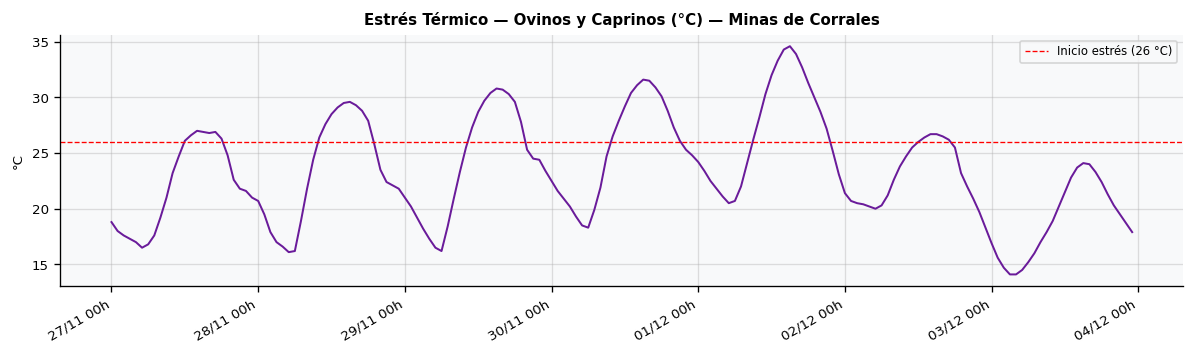 Estrés Térmico — Ovinos y Caprinos (°C) — Minas de Corrales
Inicio estrés (26 °C)
°C
35
30
25
20
15
27/11 00h
28/11 00h
29/11 00h
30/11 00h
01/12 00h
02/12 00h
03/12 00h
04/12 00h